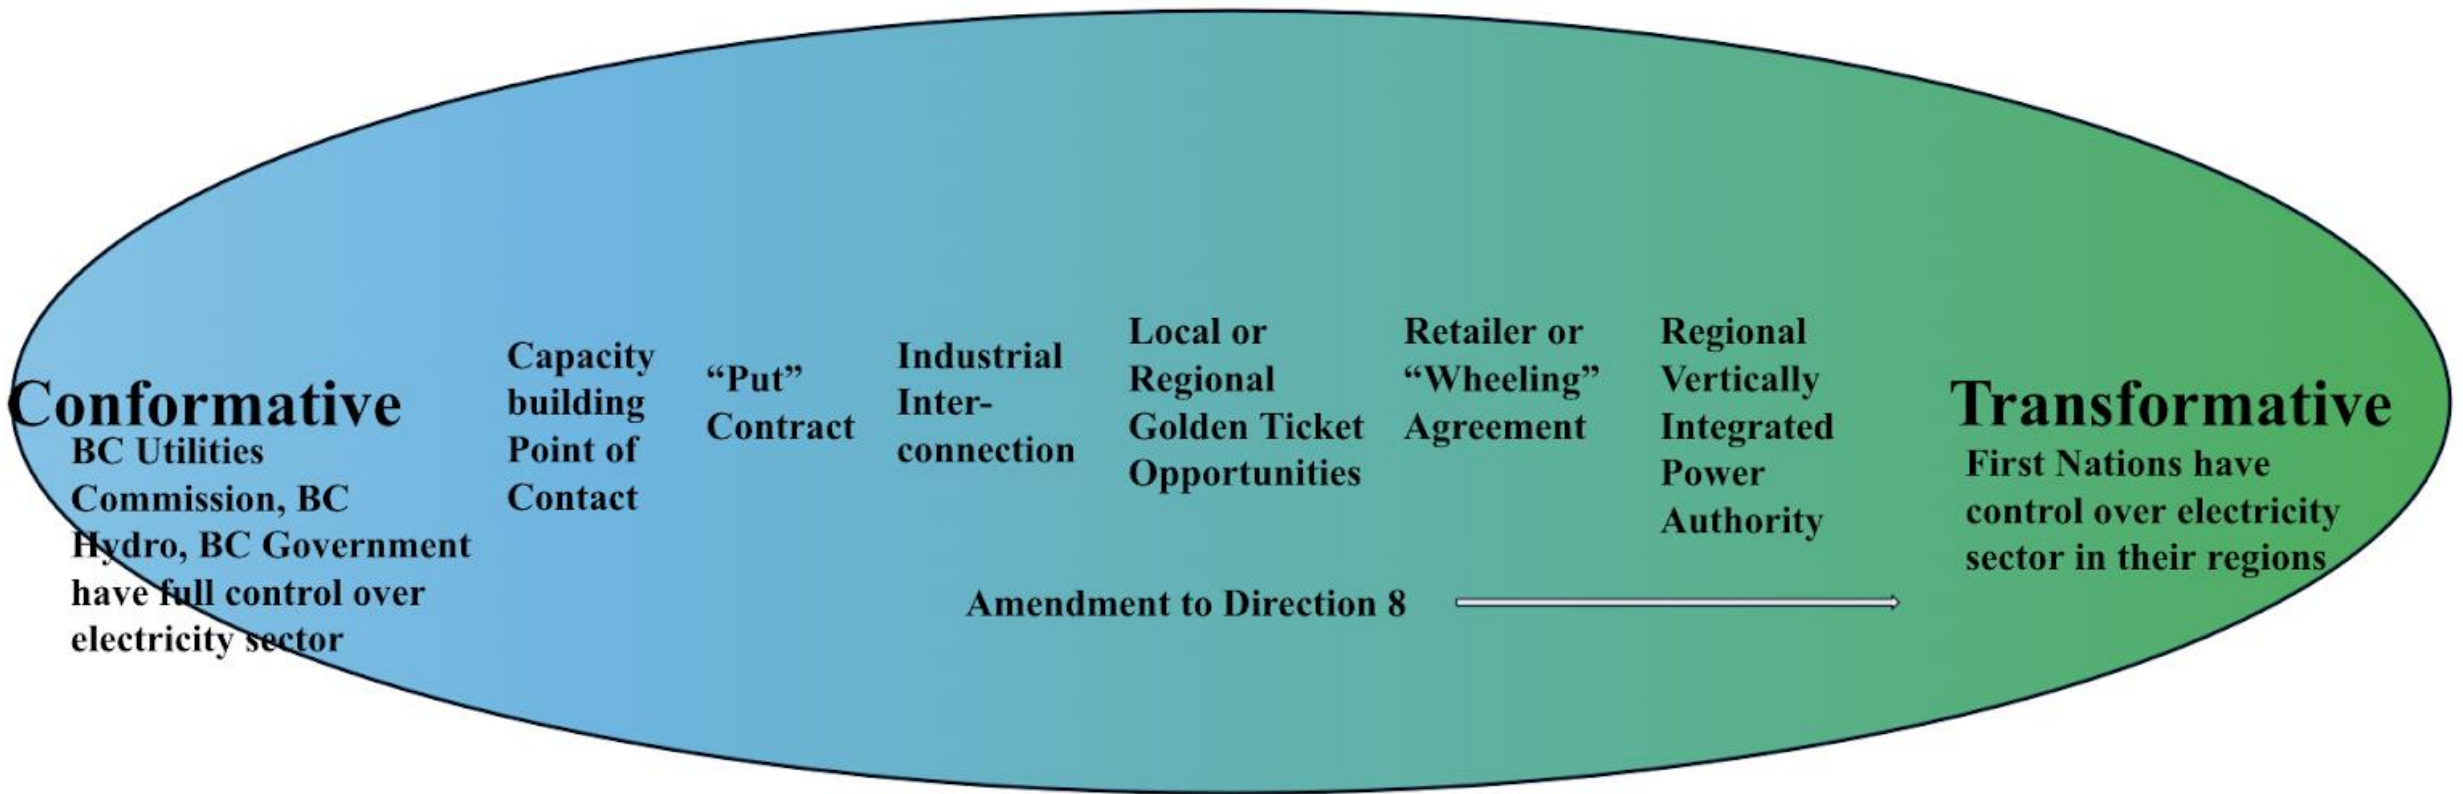 Conformative
BC Utilities
Commission, BC
Hydro, BC Government
have full control over
electricity sector
Capacity
building
Point of
Contact
“Put”
Contract
Industrial
Inter-
connection
Local or
Regional
Golden Ticket
Opportunities
Retailer or
“Wheeling”
Agreement
Regional
Vertically
Integrated
Power
Authority
Amendment to Direction 8
Transformative
First Nations have
control over electricity
sector in their regions